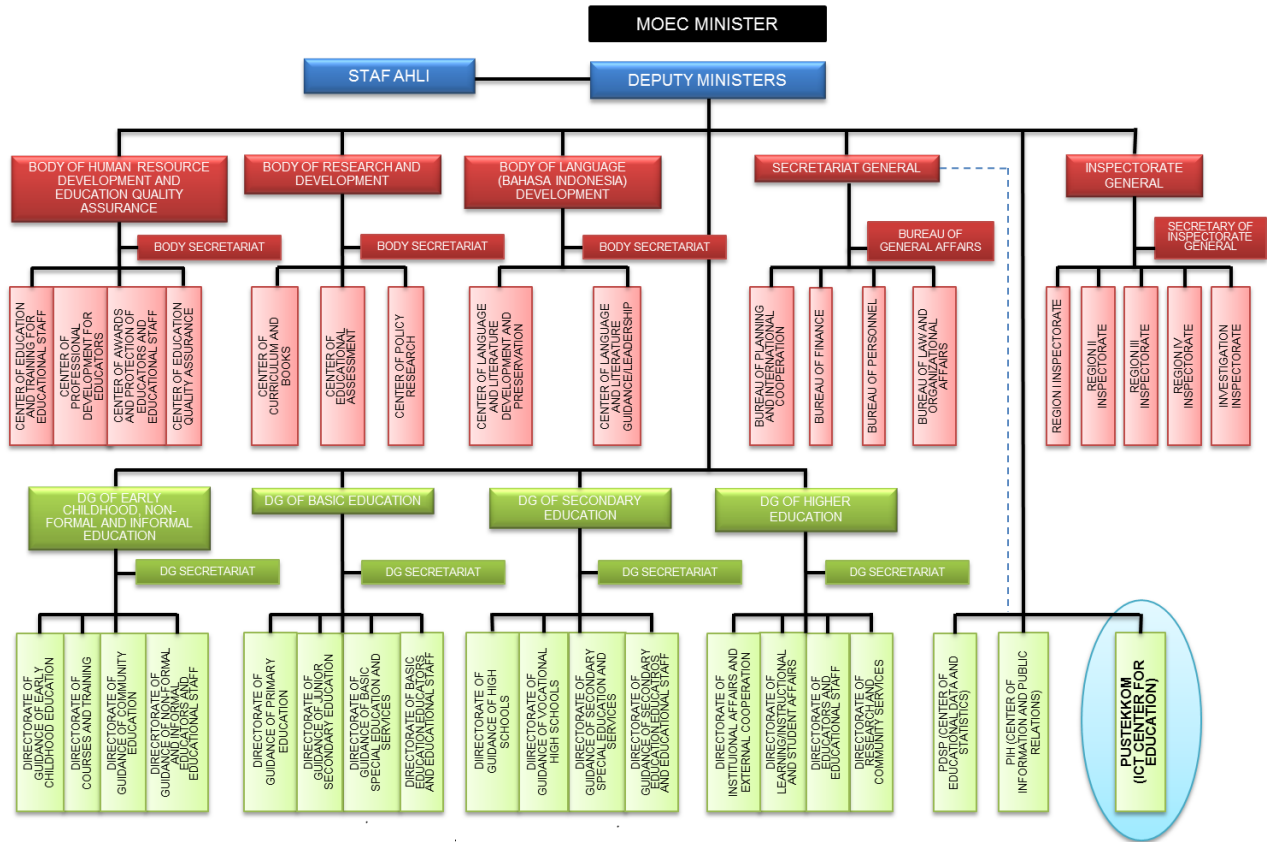 MOEC MINISTER
STAF AHLI
DEPUTY MINISTERS
BODY OF HUMAN RESOURCE
DEVELOPMENT AND
EDUCATION QUALITY
ASSURANCE
BODY OF RESEARCH AND
DEVELOPMENT
BODY OF LANGUAGE
(BAHASA INDONESIA)
DEVELOPMENT
SECRETARIAT GENERAL
INSPECTORATE
GENERAL
BODY SECRETARIAT
BODY SECRETARIAT
BODY SECRETARIAT
BUREAU OF
GENERAL AFFAIRS
SECRETARY OF
INSPECTORATE
GENERAL
CENTER OF EDUCATION
AND TRAINING FOR
EDUCATIONAL STAFF
CENTER OF
PROFESSIONAL
DEVELOPMENT FOR
EDUCATORS
CENTER OF AWARDS
AND PROTECTION OF
EDUCATORS AND
EDUCATIONAL STAFF
CENTER OF EDUCATION
QUALITY ASSURANCE
CENTER OF
CURRICULUM AND
BOOKS
CENTER OF
EDUCATIONAL
ASSESSMENT
CENTER OF POLICY
RESEARCH
CENTER OF LANGUAGE
AND LITERATURE
DEVELOPMENT AND
PRESERVATION
CENTER OF LANGUAGE
AND LITERATURE
GUIDANCE/LEADERSHIP
BUREAU OF PLANNING
AND INTERNATIONAL
COOPERATION
BUREAU OF FINANCE
BUREAU OF PERSONNEL
BUREAU OF LAW AND
ORGANIZATIONAL
AFFAIRS
REGION INSPECTORATE
REGION II
INSPECTORATE
REGION III
INSPECTORATE
REGION IV
INSPECTORATE
INVESTIGATION
INSPECTORATE
DG OF EARLY
CHILDHOOD, NON-
FORMAL AND INFORMAL
EDUCATION
DG OF BASIC EDUCATION
DG OF SECONDARY
EDUCATION
DG OF HIGHER
EDUCATION
DG SECRETARIAT
DG SECRETARIAT
DG SECRETARIAT
DG SECRETARIAT
DIIRECTORATE OF
GUIDANCE OF EARLY
CHILDHOOD EDUCATION
DIRECTORATE OF
COURSES AND TRAINING
DIRECTORATE OF
GUIDANCE OF COMMUNITY
EDUCATION
DIRECORTORATE OF
GUIDANCE OF NON-FORMAL
AND INFORMAL
EDUCATORS AND
EDUCATIONAL STAFF
DIIRECTORATE OF
GUIDANCE OF PRIMARY
EDUCATION
DIRECTORATE OF
GUIDANCE OF JUNIOR
SECONDARY EDUCATION
DIRECTORATE OF
GUIDANCE BASIC
SPECIAL EDUCATION AND
SERVICES
DIRECTORATE OF BASIC
EDUCATION EDUCATORS
AND EDUCATIONAL STAFF
DIIRECTORATE OF
GUIDANCE OF HIGH
SCHOOLS
DIRECTORATE OF
GUIDANCE OF VOCATIONAL
HIGH SCHOOLS
DIRECTORATE OF
GUIDANCE OF SECONDARY
SPECIAL EDUCATION AND
SERVICES
DIRECTORATE OF
GUIDANCE OF SECONDARY
EDUCATION EDUCATROS
AND EDUCATIONAL STAFF
DIIRECTORATE OF
INSTITUTIONAL AFFAIRS AND
EXTERNAL COOPERATION
DIRECTORATE OF
LEARNING/INSTRUCTIONAL
AND STUDENT AFFAIRS
DIRECTORATE OF
EDUCATORS AND
EDUCATIONAL STAFF
DIRECTORATE OF
RESEARCH AND
COMMUNITY SERVICES
PDSP (CENTER OF
EDUCATIONAL DATA AND
STATISTICS)
PIH (CENTER OF
INFORMATION AND PUBLIC
RELATIONS)
PUSTEKKOM
(ICT CENTER FOR
EDUCATION)